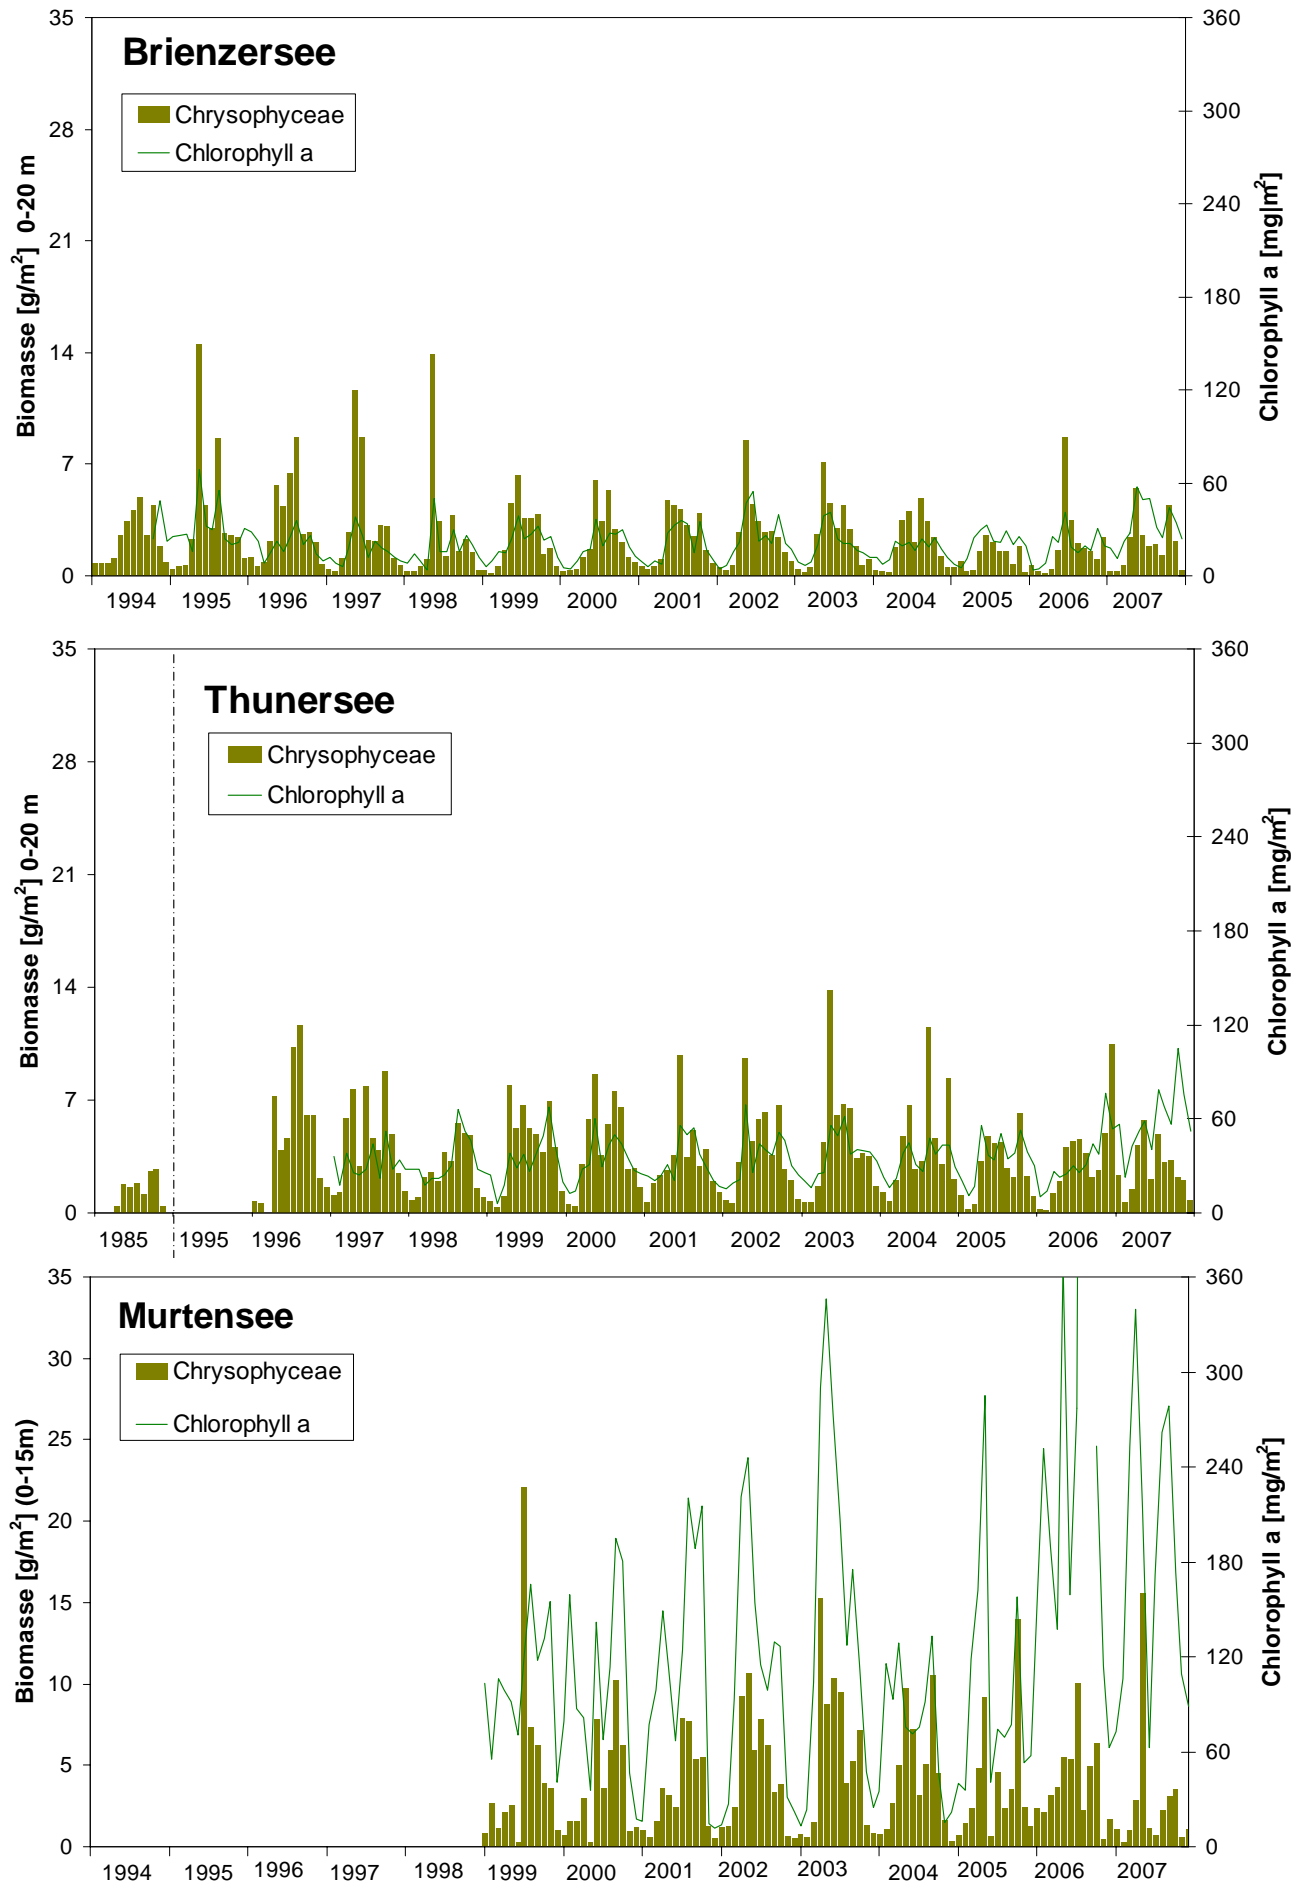 Brienzersee
Chrysophyceae
Chlorophyll a
Biomasse [g/m²] 0-20 m
Chlorophyll a [mg|m²]
35
28
21
14
7
0
360
300
240
180
120
60
0
1994 1995 1996 1997 1998 1999 2000 2001 2002 2003 2004 2005 2006 2007
Thunersee
Chrysophyceae
Chlorophyll a
Biomasse [g/m²] 0-20 m
Chlorophyll a [mg/m²]
35
28
21
14
7
0
360
300
240
180
120
60
0
1985 1995 1996 1997 1998 1999 2000 2001 2002 2003 2004 2005 2006 2007
Murtensee
Chrysophyceae
Chlorophyll a
Biomasse [g/m²] (0-15m)
Chlorophyll a [mg/m²]
35
30
25
20
15
10
5
0
360
300
240
180
120
60
0
1994 1995 1996 1997 1998 1999 2000 2001 2002 2003 2004 2005 2006 2007